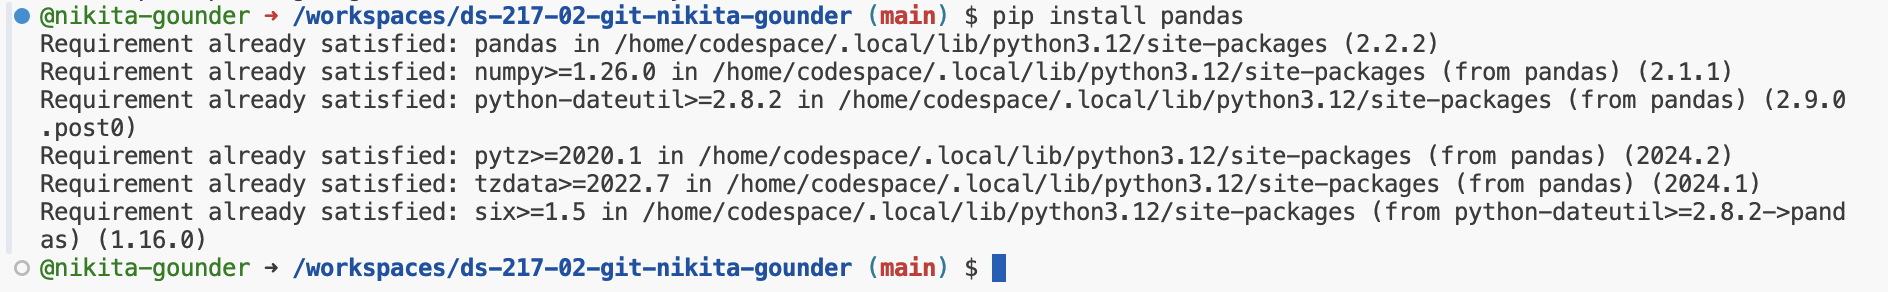 @nikita-gounder → /workspaces/ds-217-02-git-nikita-gounder (main) $ pip install pandas
Requirement already satisfied: pandas in /home/codespace/.local/lib/python3.12/site-packages (2.2.2)
Requirement already satisfied: numpy>=1.26.0 in /home/codespace/.local/lib/python3.12/site-packages (from pandas) (2.1.1)
Requirement already satisfied: python-dateutil>=2.8.2 in /home/codespace/.local/lib/python3.12/site-packages (from pandas) (2.9.0
.post0)
Requirement already satisfied: pytz>=2020.1 in /home/codespace/.local/lib/python3.12/site-packages (from pandas) (2024.2)
Requirement already satisfied: tzdata>=2022.7 in /home/codespace/.local/lib/python3.12/site-packages (from pandas) (2024.1)
Requirement already satisfied: six>=1.5 in /home/codespace/.local/lib/python3.12/site-packages (from python-dateutil>=2.8.2->pand
as) (1.16.0)
@nikita-gounder → /workspaces/ds-217-02-git-nikita-gounder (main) $